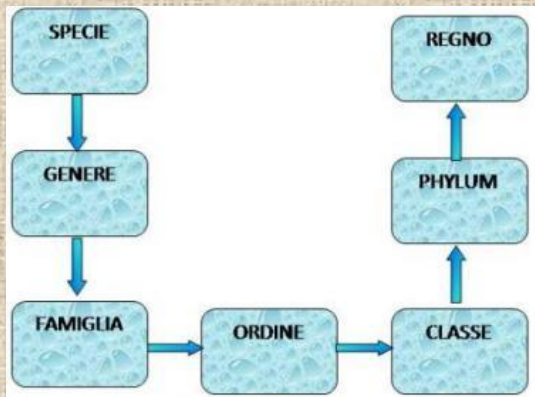 SPECIE
GENERE
FAMIGLIA
ORDINE
CLASSE
PHYLUM
REGNO